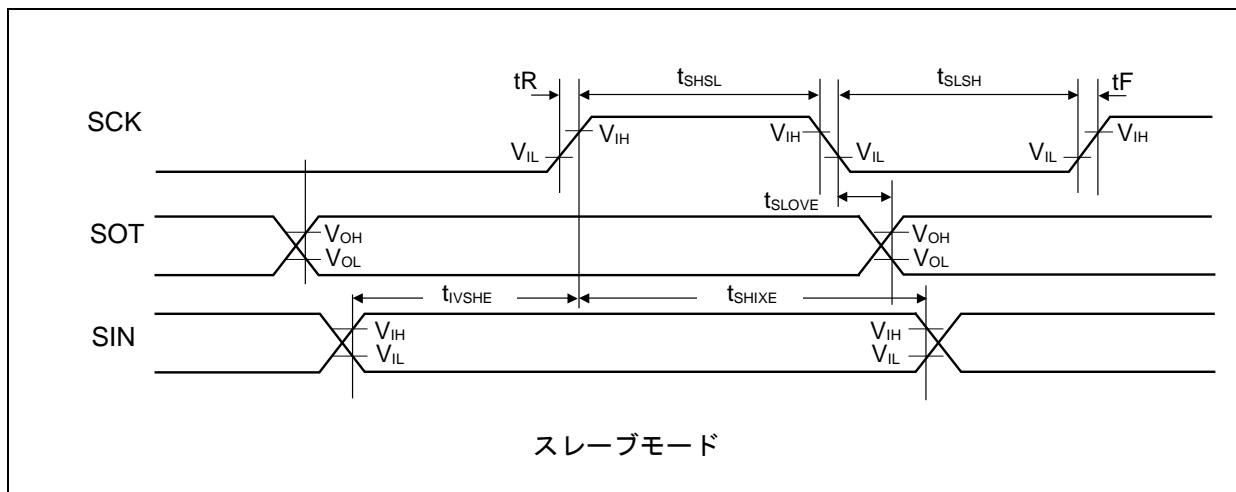 tR tSHSL tSLSH tF
SCK VIH VIH VIH
VIL VIL VIL
tSLOVE
SOT VOH VOH
VOL VOL
tIVSHE tSHIXE
SIN VIH VIH
VIL VIL
スレーブモード